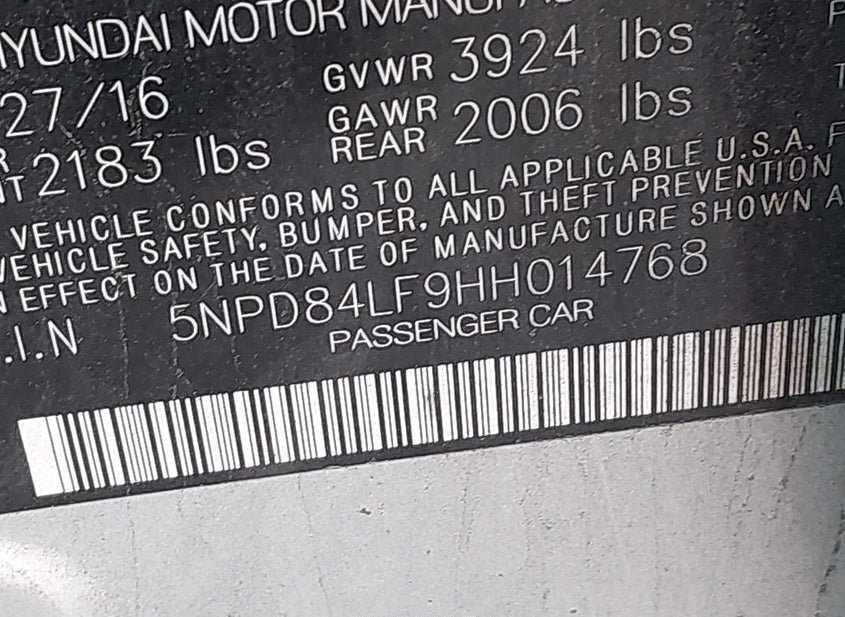 HYUNDAI MOTOR MANUFA
27/16 GVWR 3924 lbs
2183 lbs GAWR REAR 2006 lbs
VEHICLE CONFORMS TO ALL APPLICABLE U.S.A. F
VEHICLE SAFETY, BUMPER, AND THEFT PREVENTION
N EFFECT ON THE DATE OF MANUFACTURE SHOWN A
.I.N 5NPD84LF9HH014768
PASSENGER CAR